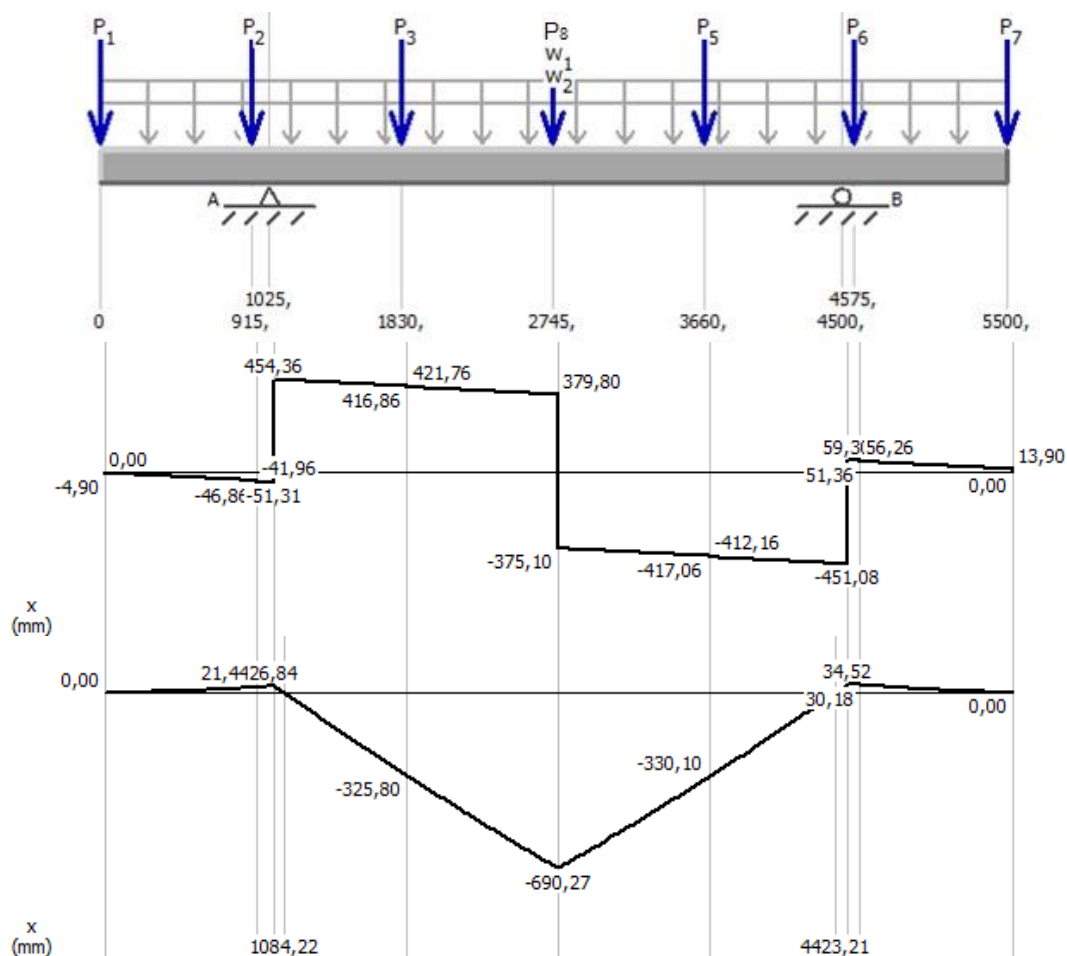 P1 P2 P3 P8 P5 P6 P7
w1
w2
A B
1025, 4575,
0 915, 1830, 2745, 3660, 4500, 5500,
454,36 421,76 379,80
416,86
0,00 -41,96 59,3 56,26 13,90
-4,90 -46,86 -51,31 51,36 0,00
-375,10 -412,16
-417,06 -451,08
x
(mm)
0,00 21,44 26,84 34,52
30,18 0,00
-325,80 -330,10
-690,27
x
(mm) 1084,22 4423,21